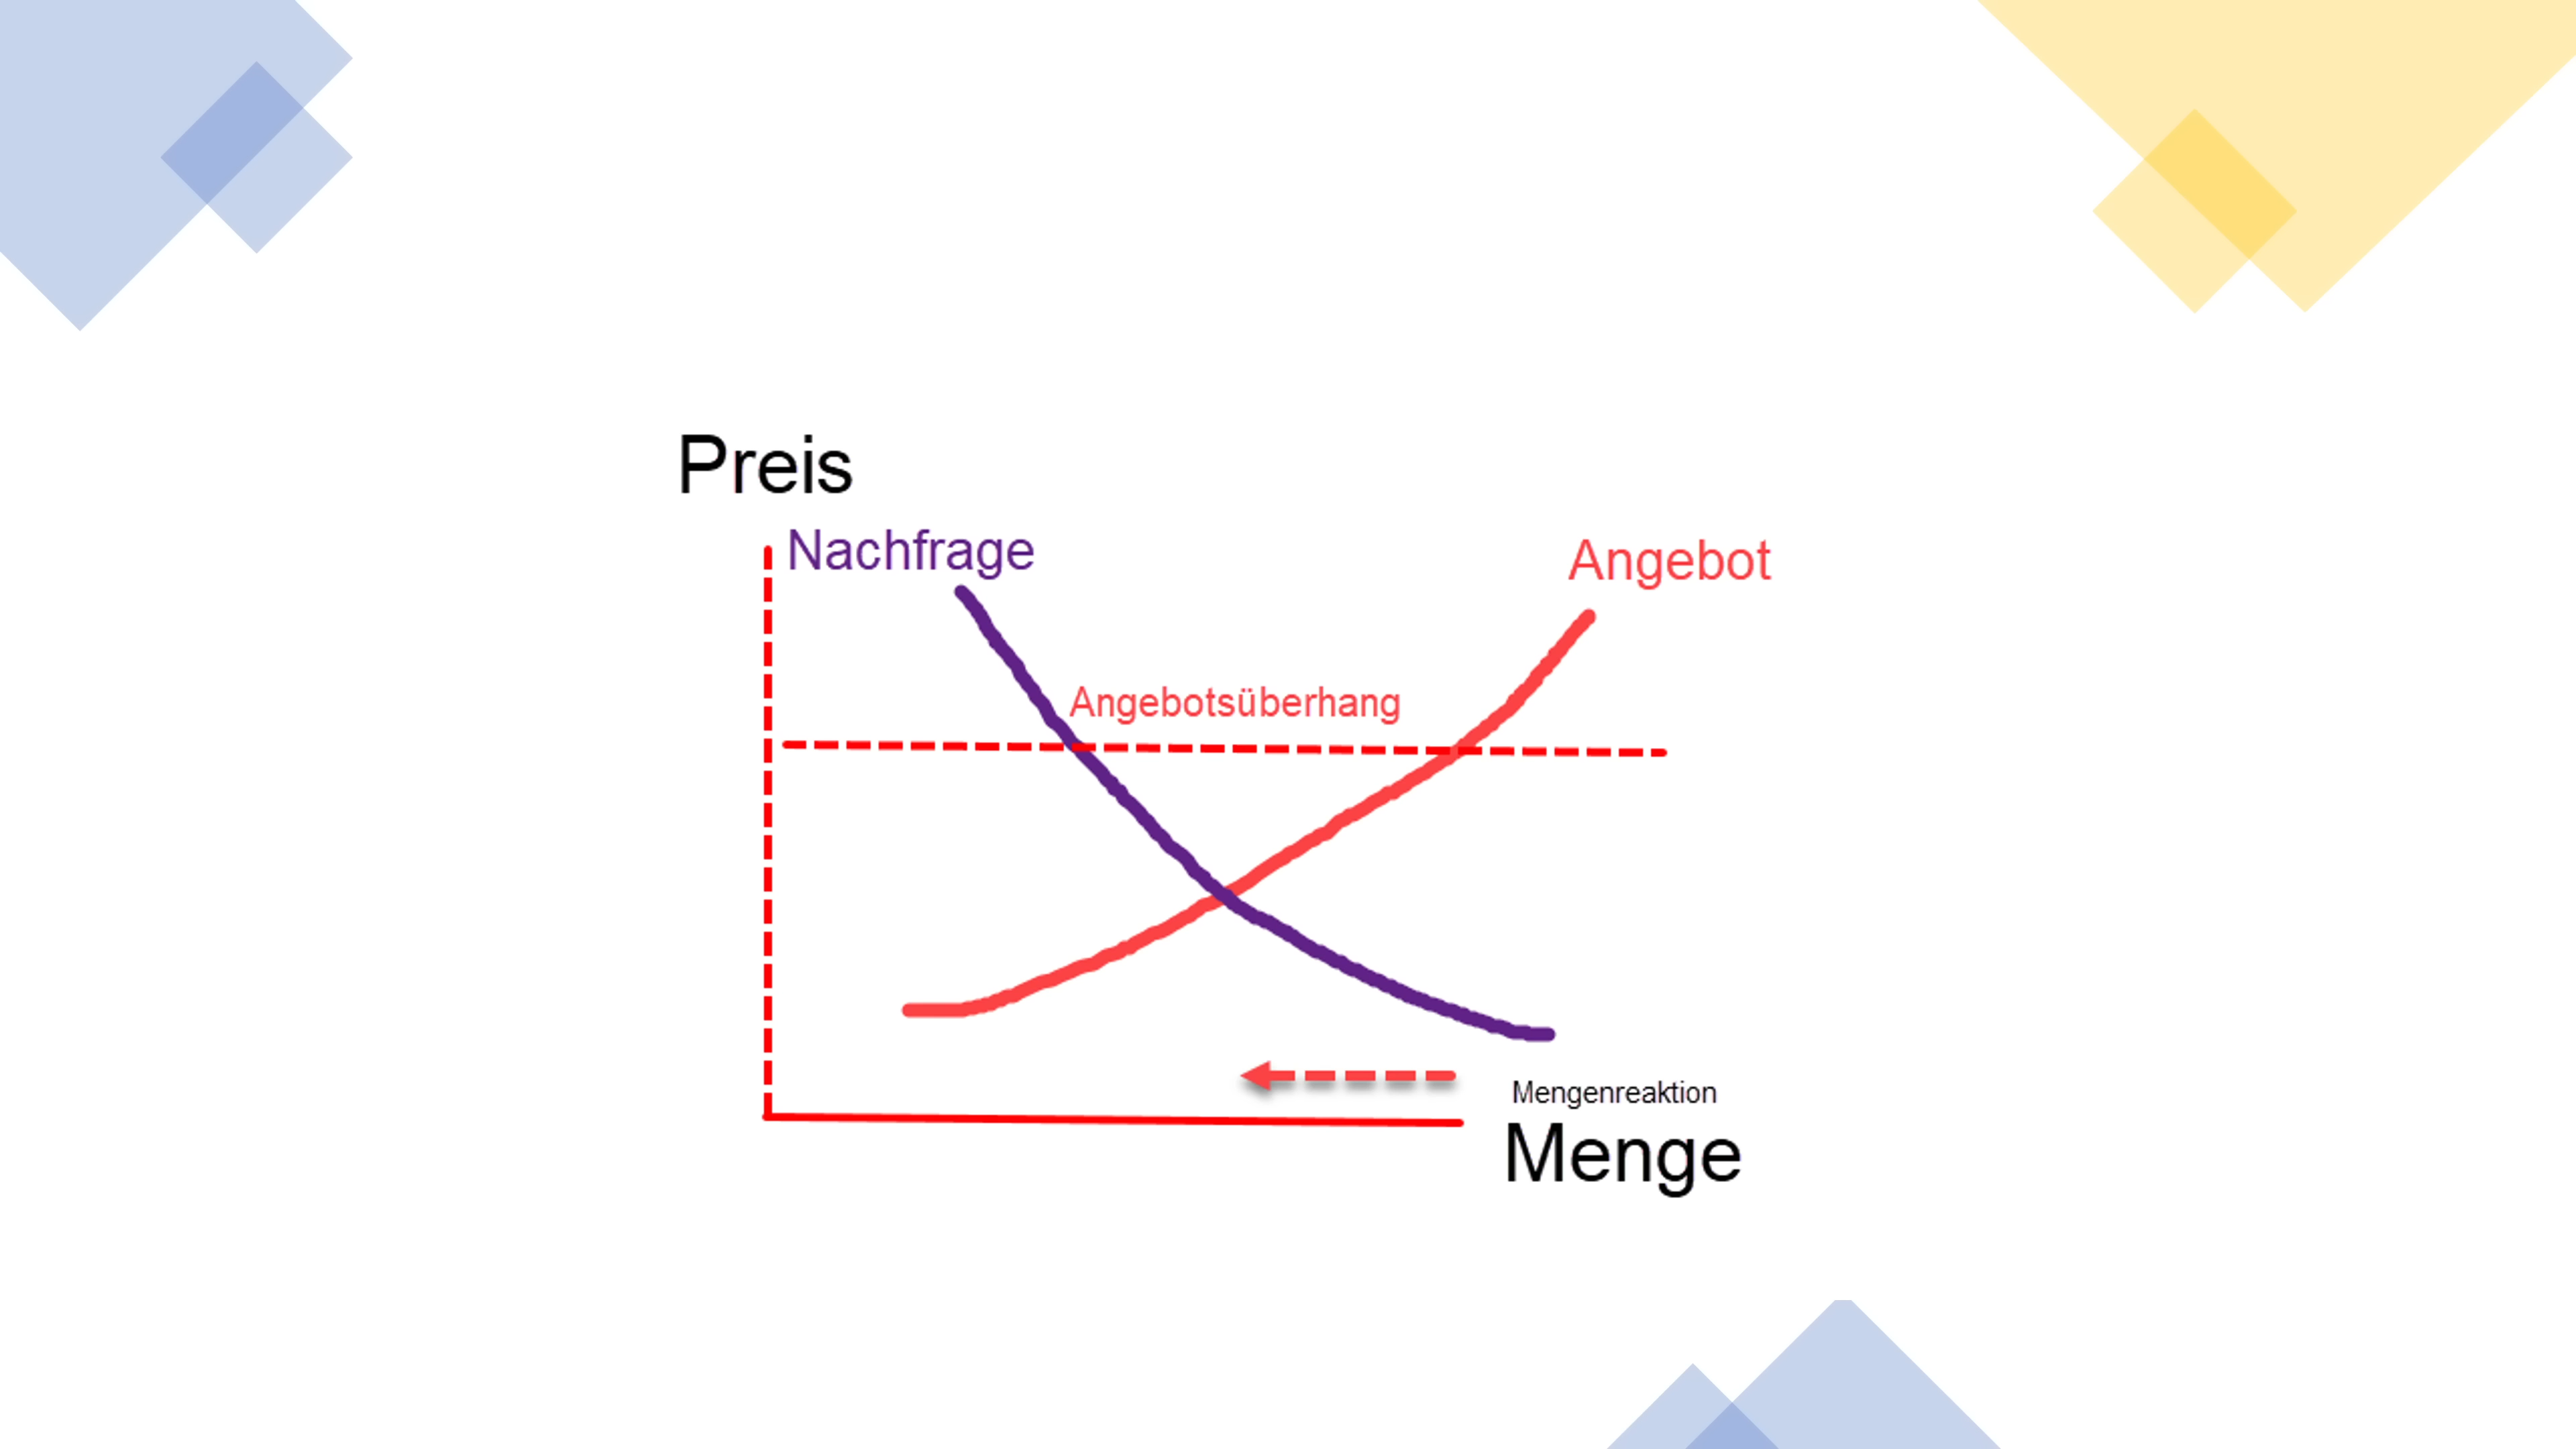 Preis
Nachfrage
Angebot
Angebotsüberhang
Mengenreaktion
Menge